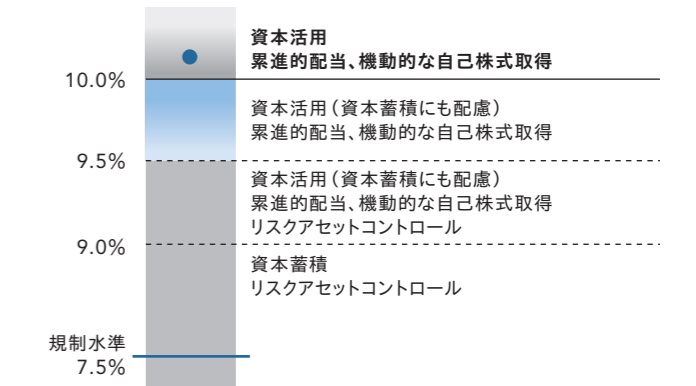 資本活用
累進的配当、機動的な自己株式取得
10.0%
資本活用（資本蓄積にも配慮）
累進的配当、機動的な自己株式取得
9.5%
資本活用（資本蓄積にも配慮）
累進的配当、機動的な自己株式取得
リスクアセットコントロール
9.0%
資本蓄積
リスクアセットコントロール
規制水準
7.5%